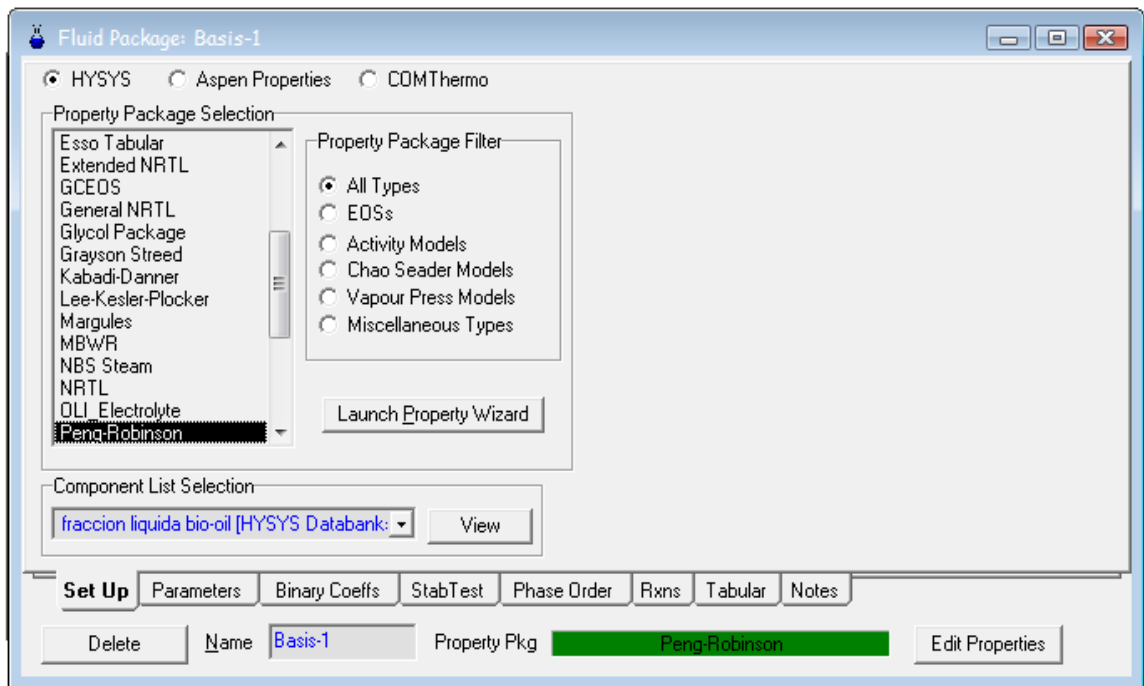 Fluid Package: Basis-1
HYSYS Aspen Properties COMThermo
Property Package Selection
Esso Tabular
Extended NRTL
GCEOS
General NRTL
Glycol Package
Grayson Streed
Kabadi-Danner
Lee-Kesler-Plocker
Margules
MBWR
NBS Steam
NRTL
OLI_Electrolyte
Peng-Robinson
Property Package Filter
All Types
EOSs
Activity Models
Chao Seader Models
Vapour Press Models
Miscellaneous Types
Launch Property Wizard
Component List Selection
fraccion liquida bio-oil [HYSYS Databank:
View
Set Up Parameters Binary Coeffs StabTest Phase Order Rxns Tabular Notes
Delete Name Basis-1 Property Pkg Peng-Robinson Edit Properties